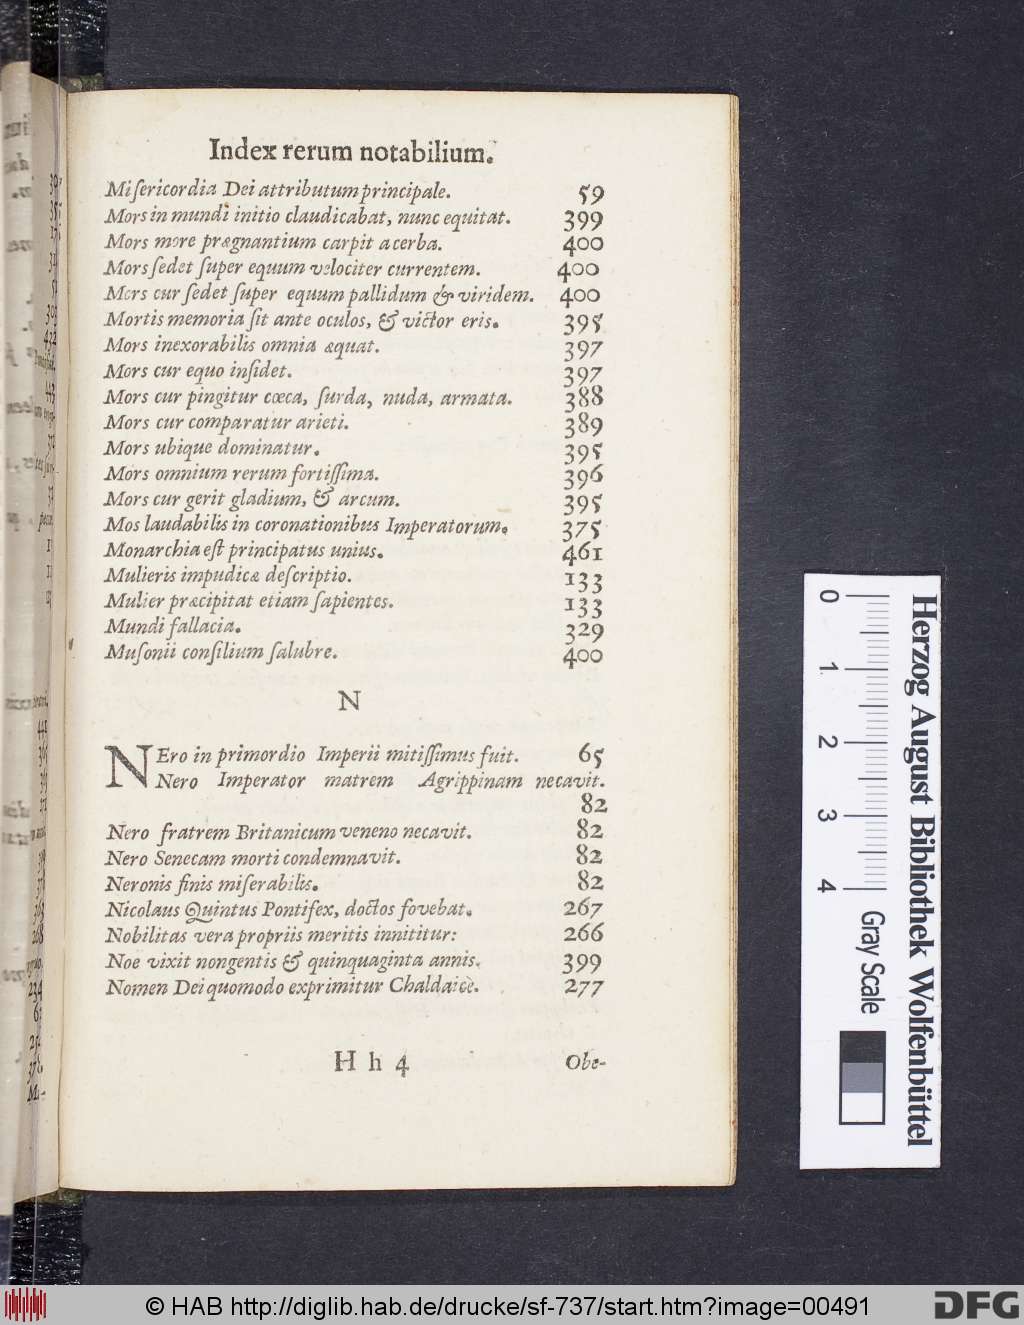 Index rerum notabilium.
Miſericordia Dei attributum principale. 59
Mors in mundi initio claudicabat, nunc equitat. 399
Mors more prægnantium carpit acerba. 400
Mors ſedet ſuper equum velociter currentem. 400
Mors cur ſedet ſuper equum pallidum & viridem. 400
Mortis memoria ſit ante oculos, & victor eris. 395
Mors inexorabilis omnia æquat. 397
Mors cur equo inſidet. 397
Mors cur pingitur cœca, ſurda, nuda, armata. 388
Mors cur comparatur arieti. 389
Mors ubique dominatur. 395
Mors omnium rerum fortiſſima. 396
Mors cur gerit gladium, & arcum. 395
Mos laudabilis in coronationibus Imperatorum. 375
Monarchia eſt principatus unius. 461
Mulieris impudicæ deſcriptio. 133
Mulier præcipitat etiam ſapientes. 133
Mundi fallacia. 329
Muſonii conſilium ſalubre. 400
N
NEro in primordio Imperii mitiſſimus fuit. 65
Nero Imperator matrem Agrippinam necavit.
82
Nero fratrem Britanicum veneno necavit. 82
Nero Senecam morti condemnavit. 82
Neronis finis miſerabilis. 82
Nicolaus Quintus Pontifex, doctos fovebat. 267
Nobilitas vera propriis meritis innititur: 266
Noe vixit nongentis & quinquaginta annis. 399
Nomen Dei quomodo exprimitur Chaldaicè. 277
H h 4 Obe-
0 1 2 3 4
Gray Scale
Herzog August Bibliothek Wolfenbüttel
© HAB http://diglib.hab.de/drucke/sf-737/start.htm?image=00491
DFG